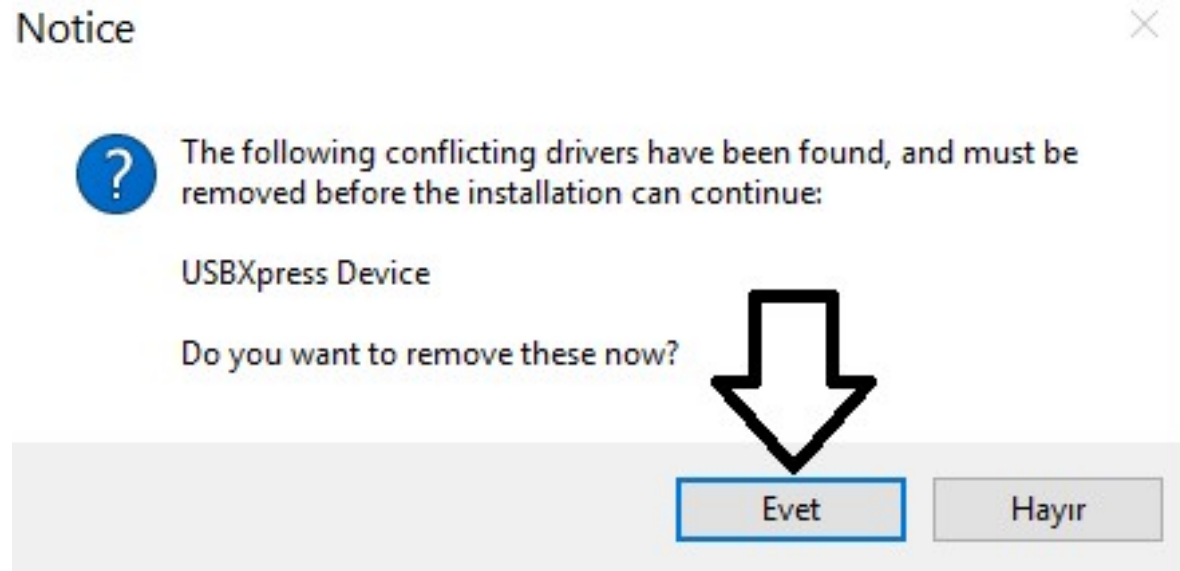 Notice
The following conflicting drivers have been found, and must be
removed before the installation can continue:
USBXpress Device
Do you want to remove these now?
Evet
Hayır